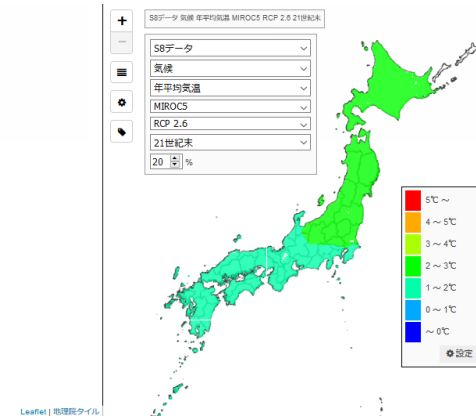 S8データ 気候 年平均気温 MIROC5 RCP 2.6 21世紀末
S8データ
気候
年平均気温
MIROC5
RCP 2.6
21世紀末
20 %
5℃ ～
4 ～ 5℃
3 ～ 4℃
2 ～ 3℃
1 ～ 2℃
0 ～ 1℃
～ 0℃
設定
Leaflet | 地理院タイル